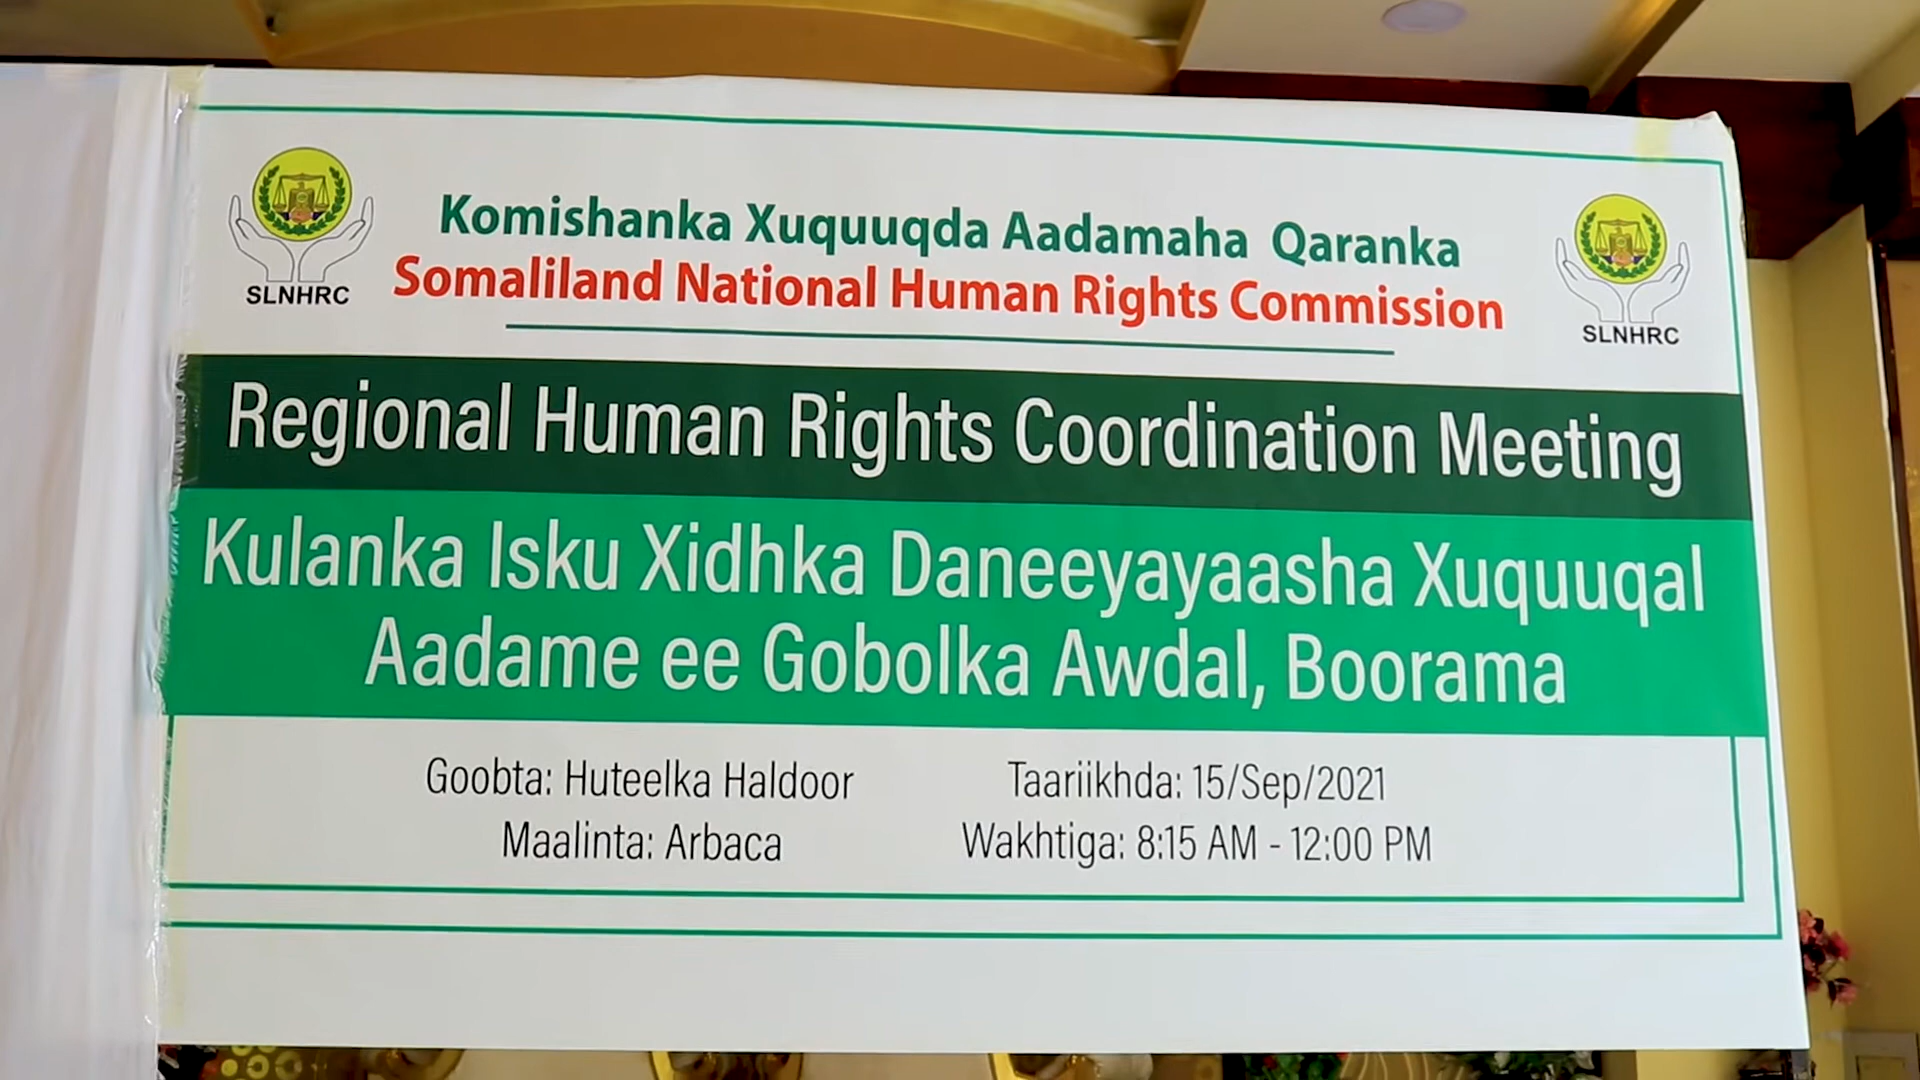 Komishanka Xuquuqda Aadamaha Qaranka
Somaliland National Human Rights Commission
SLNHRC
SLNHRC
Regional Human Rights Coordination Meeting
Kulanka Isku Xidhka Daneeyayaasha Xuquuqal
Aadame ee Gobolka Awdal, Boorama
Goobta: Huteelka Haldoor
Taariikhda: 15/Sep/2021
Maalinta: Arbaca
Wakhtiga: 8:15 AM - 12:00 PM